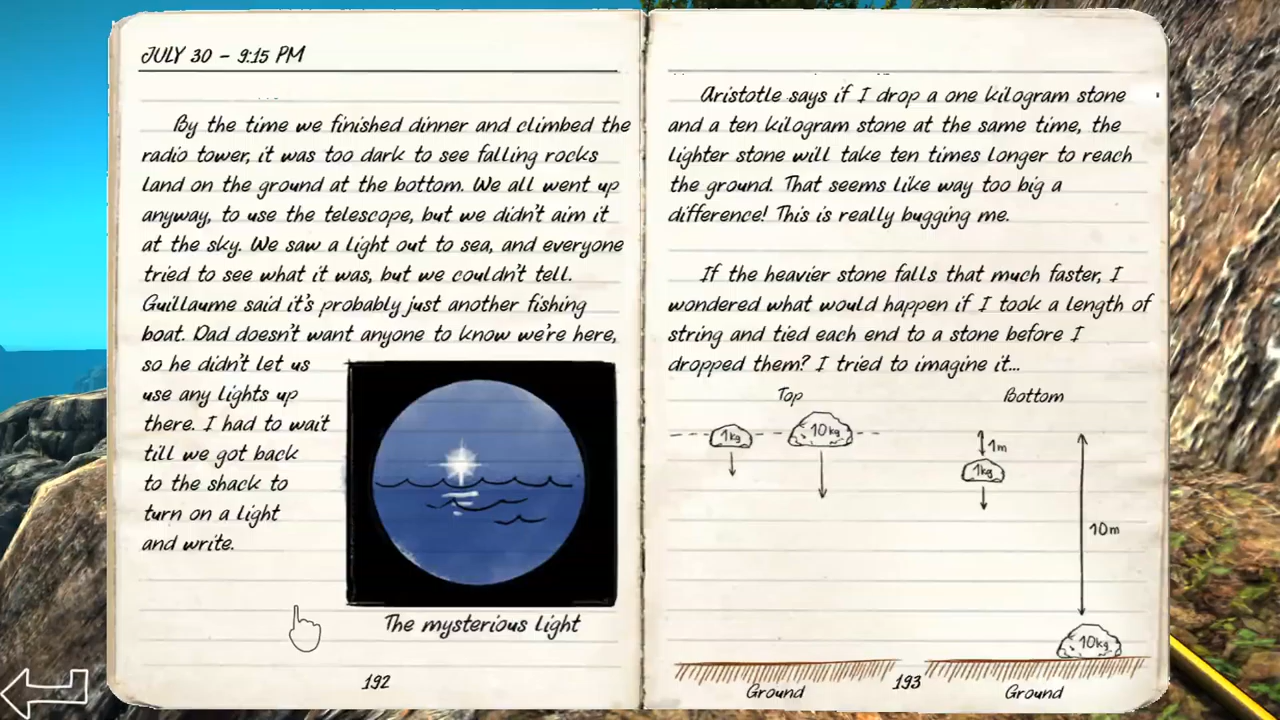 JULY 30 - 9:15 PM
By the time we finished dinner and climbed the
radio tower, it was too dark to see falling rocks
land on the ground at the bottom. We all went up
anyway, to use the telescope, but we didn't aim it
at the sky. We saw a light out to sea, and everyone
tried to see what it was, but we couldn't tell.
Guillaume said it's probably just another fishing
boat. Dad doesn't want anyone to know we're here,
so he didn't let us
use any lights up
there. I had to wait
till we got back
to the shack to
turn on a light
and write.
The mysterious light
192
Aristotle says if I drop a one kilogram stone
and a ten kilogram stone at the same time, the
lighter stone will take ten times longer to reach
the ground. That seems like way too big a
difference! This is really bugging me.
If the heavier stone falls that much faster, I
wondered what would happen if I took a length of
string and tied each end to a stone before I
dropped them? I tried to imagine it...
Top
Bottom
1kg
10kg
1m
1kg
10m
10kg
Ground
193
Ground